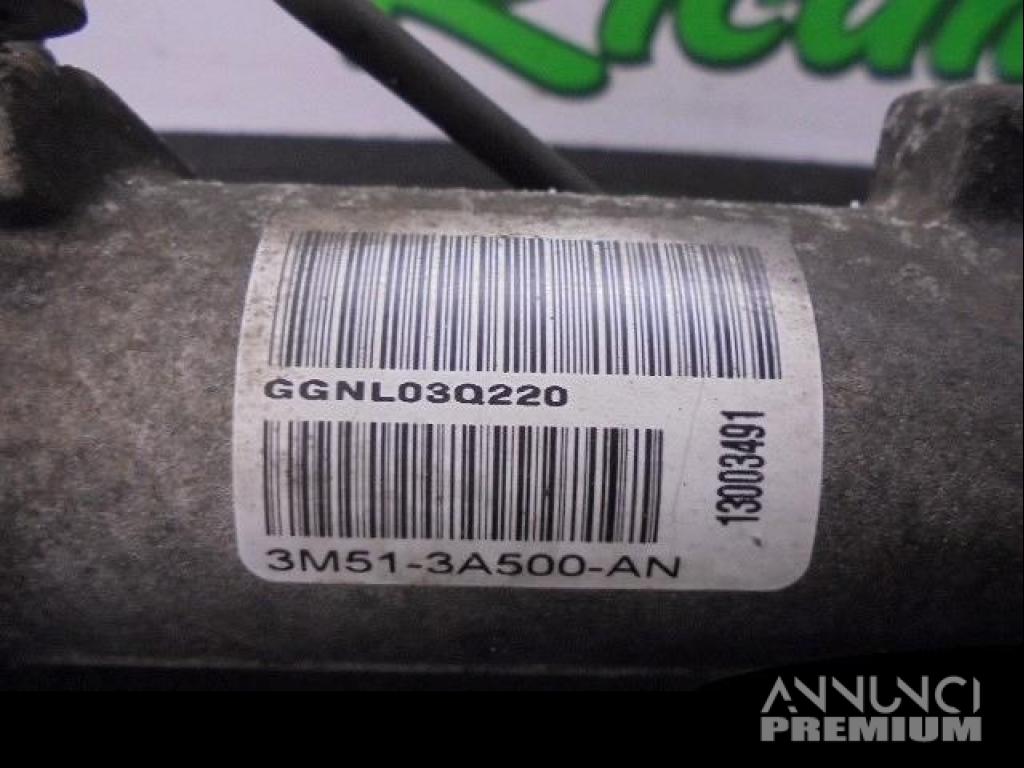 GGNL03Q220
13003491
3M51-3A500-AN
ANNUNCI
PREMIUM